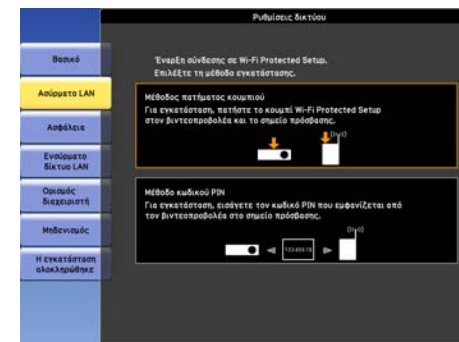 Ρυθμίσεις δικτύου
Βασικό
Ασύρματο LAN
Ασφάλεια
Ενσύρματο
δίκτυο LAN
Ορισμός
διαχειριστή
Μηδενισμός
Η εγκατάσταση
ολοκληρώθηκε
Έναρξη σύνδεσης σε Wi-Fi Protected Setup.
Επιλέξτε τη μέθοδο εγκατάστασης.
Μέθοδος πατήματος κουμπιού
Για εγκατάσταση, πατήστε το κουμπί Wi-Fi Protected Setup
στον βιντεοπροβολέα και το σημείο πρόσβασης.
Μέθοδο κωδικού PIN
Για εγκατάσταση, εισάγετε τον κωδικό PIN που εμφανίζεται από
τον βιντεοπροβολέα στο σημείο πρόσβασης.
12345678